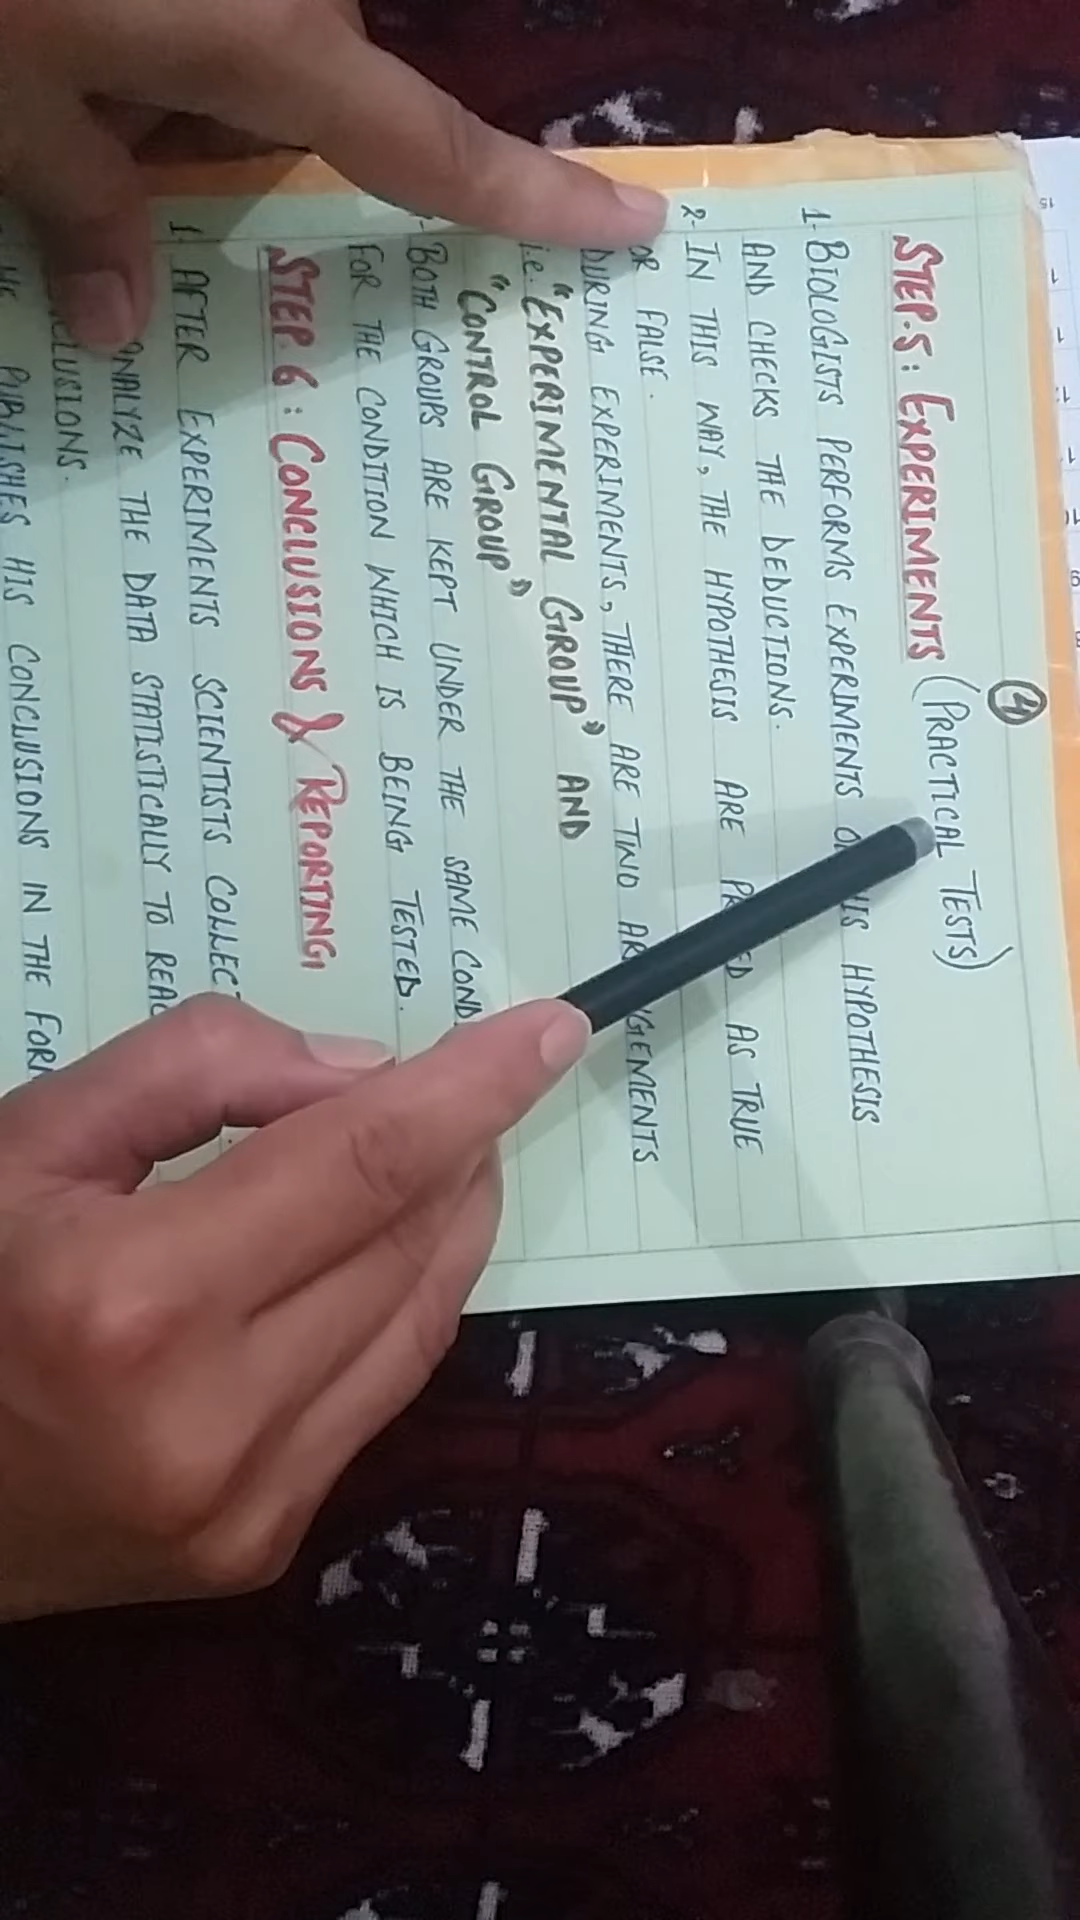 4
STEP.5: EXPERIMENTS (PRACTICAL TESTS)
1- BIOLOGISTS PERFORMS EXPERIMENTS HYPOTHESIS
AND CHECKS THE DEDUCTIONS.
2- IN THIS WAY, THE HYPOTHESIS ARE AS TRUE
OR FALSE.
DURING EXPERIMENTS, THERE ARE TWO
i.e. "EXPERIMENTAL GROUP" AND
"CONTROL GROUP"
BOTH GROUPS ARE KEPT UNDER THE SAME
FOR THE CONDITION WHICH IS BEING TESTED.
STEP 6: CONCLUSIONS & REPORTING
1. AFTER EXPERIMENTS SCIENTISTS
ANALYZE THE DATA STATISTICALLY TO
PUBLISHES HIS CONCLUSIONS IN THE